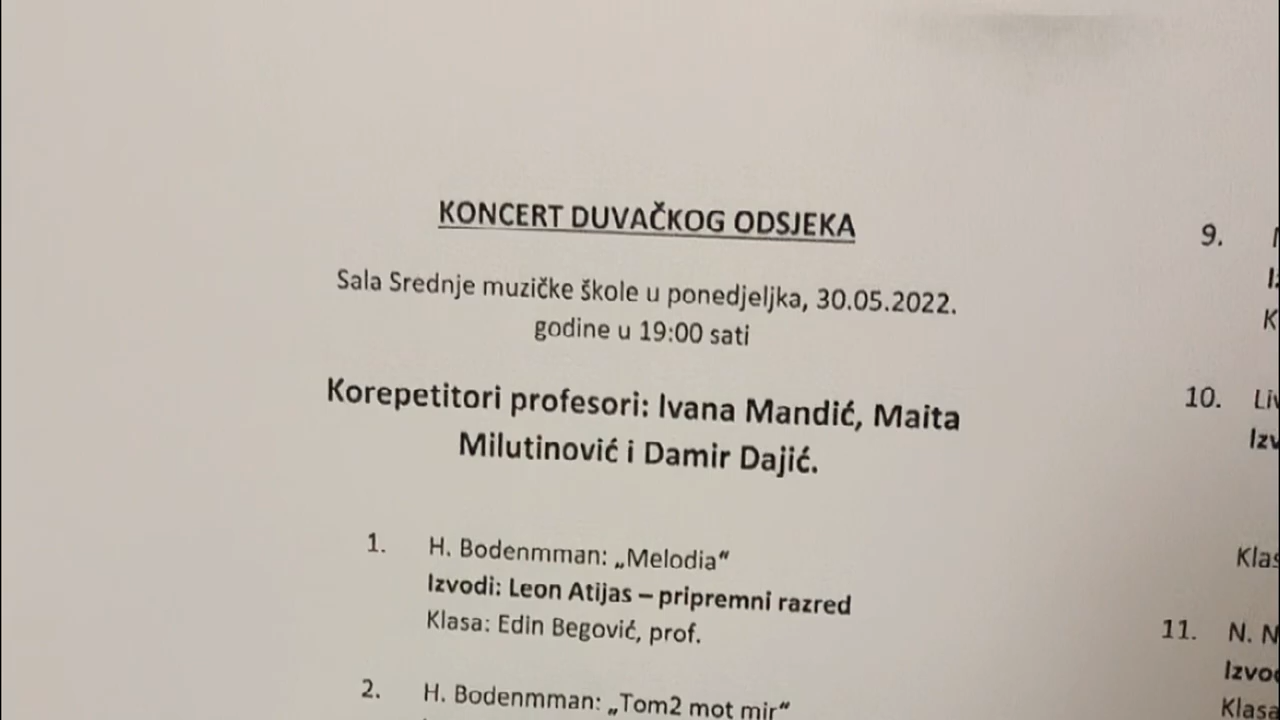 KONCERT DUVAČKOG ODSJEKA
Sala Srednje muzičke škole u ponedjeljka, 30.05.2022.
godine u 19:00 sati
Korepetitori profesori: Ivana Mandić, Maita
Milutinović i Damir Dajić.
1. H. Bodenmman: „Melodia“
Izvodi: Leon Atijas – pripremni razred
Klasa: Edin Begović, prof.
2. H. Bodenmman: „Tom2 mot mir“
9.
10.
11. N.
Klasa